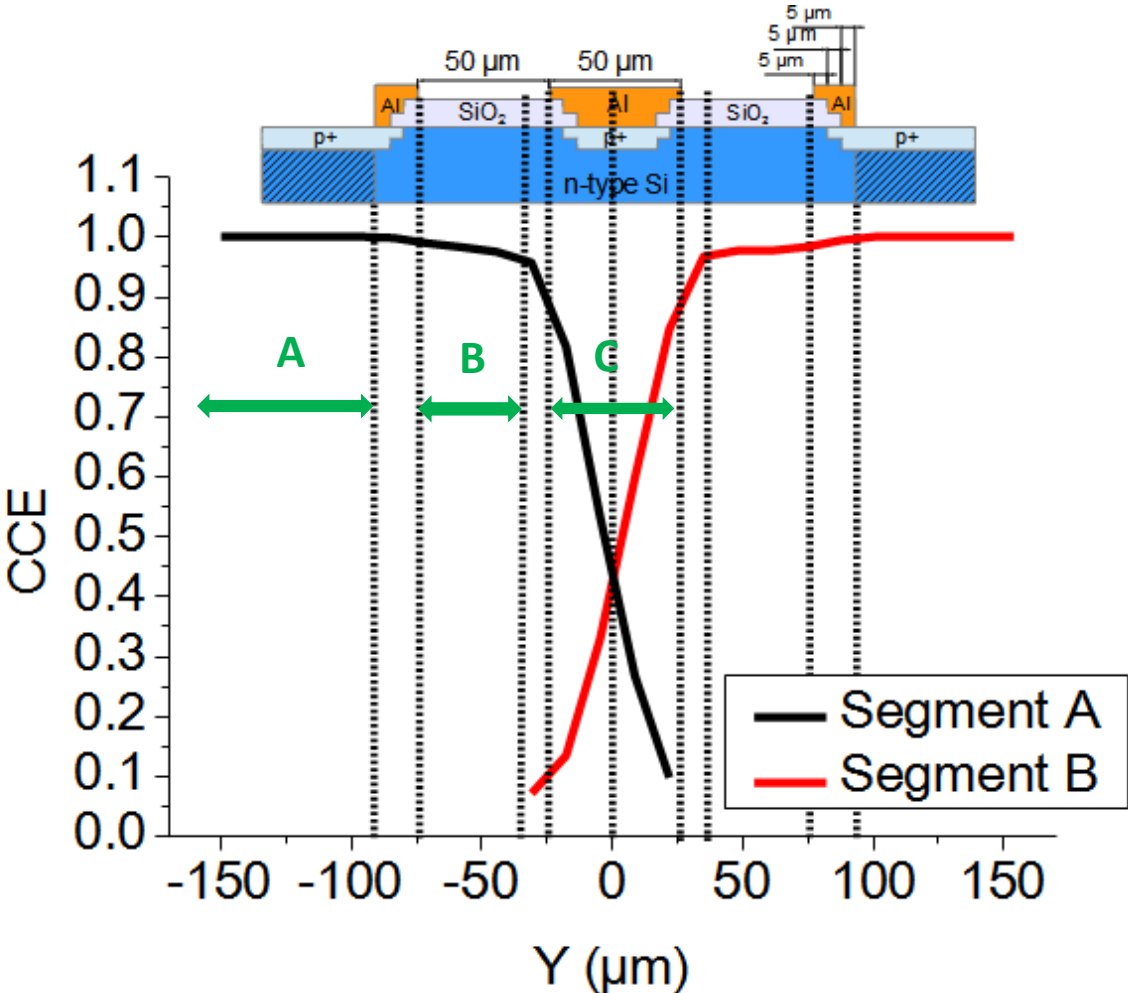 5 µm
5 µm
5 µm
50 µm 50 µm
Al SiO₂ Al SiO₂ Al
p+ p+ p+
n-type Si
1.1
1.0
0.9
0.8
0.7
0.6
0.5
0.4
0.3
0.2
0.1
0.0
CCE
A B C
Segment A
Segment B
-150 -100 -50 0 50 100 150
Y (µm)